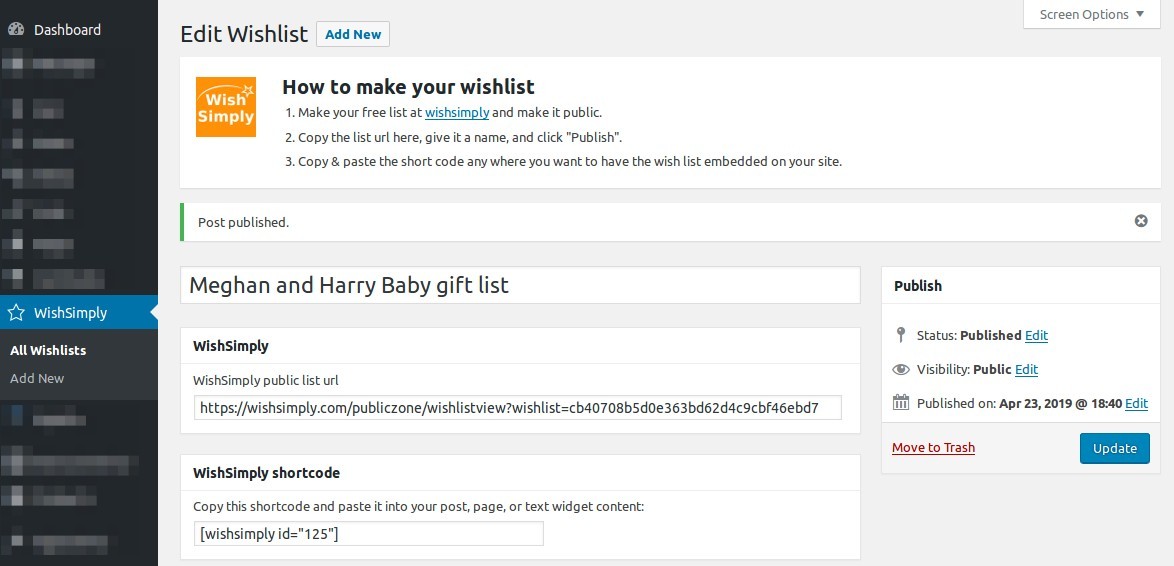 Screen Options
Dashboard
Edit Wishlist Add New
Wish
Simply
How to make your wishlist
1. Make your free list at wishsimply and make it public.
2. Copy the list url here, give it a name, and click "Publish".
3. Copy & paste the short code any where you want to have the wish list embedded on your site.
Post published.
Meghan and Harry Baby gift list
WishSimply
All Wishlists
Add New
WishSimply
WishSimply public list url
https://wishsimply.com/publiczone/wishlistview?wishlist=cb40708b5d0e363bd62d4c9cbf46ebd7
WishSimply shortcode
Copy this shortcode and paste it into your post, page, or text widget content:
[wishsimply id="125"]
Publish
Status: Published Edit
Visibility: Public Edit
Published on: Apr 23, 2019 @ 18:40 Edit
Move to Trash
Update